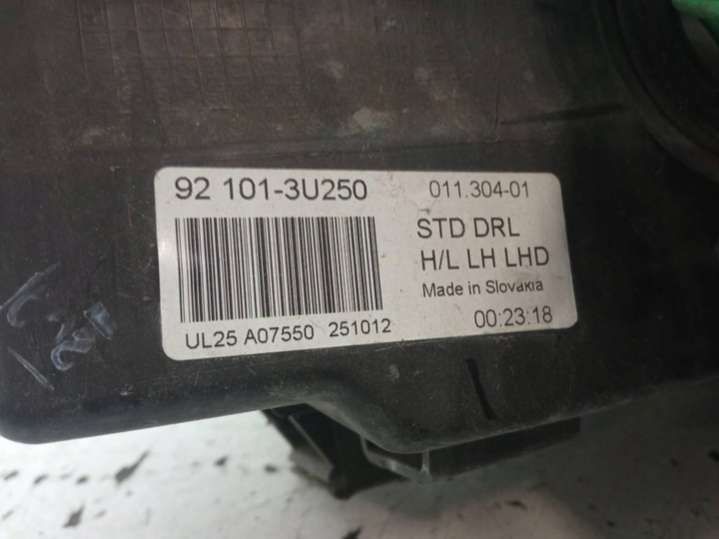 92 101-3U250 011.304-01
STD DRL
H/L LH LHD
Made in Slovakia
UL25 A07550 251012 00:23:18